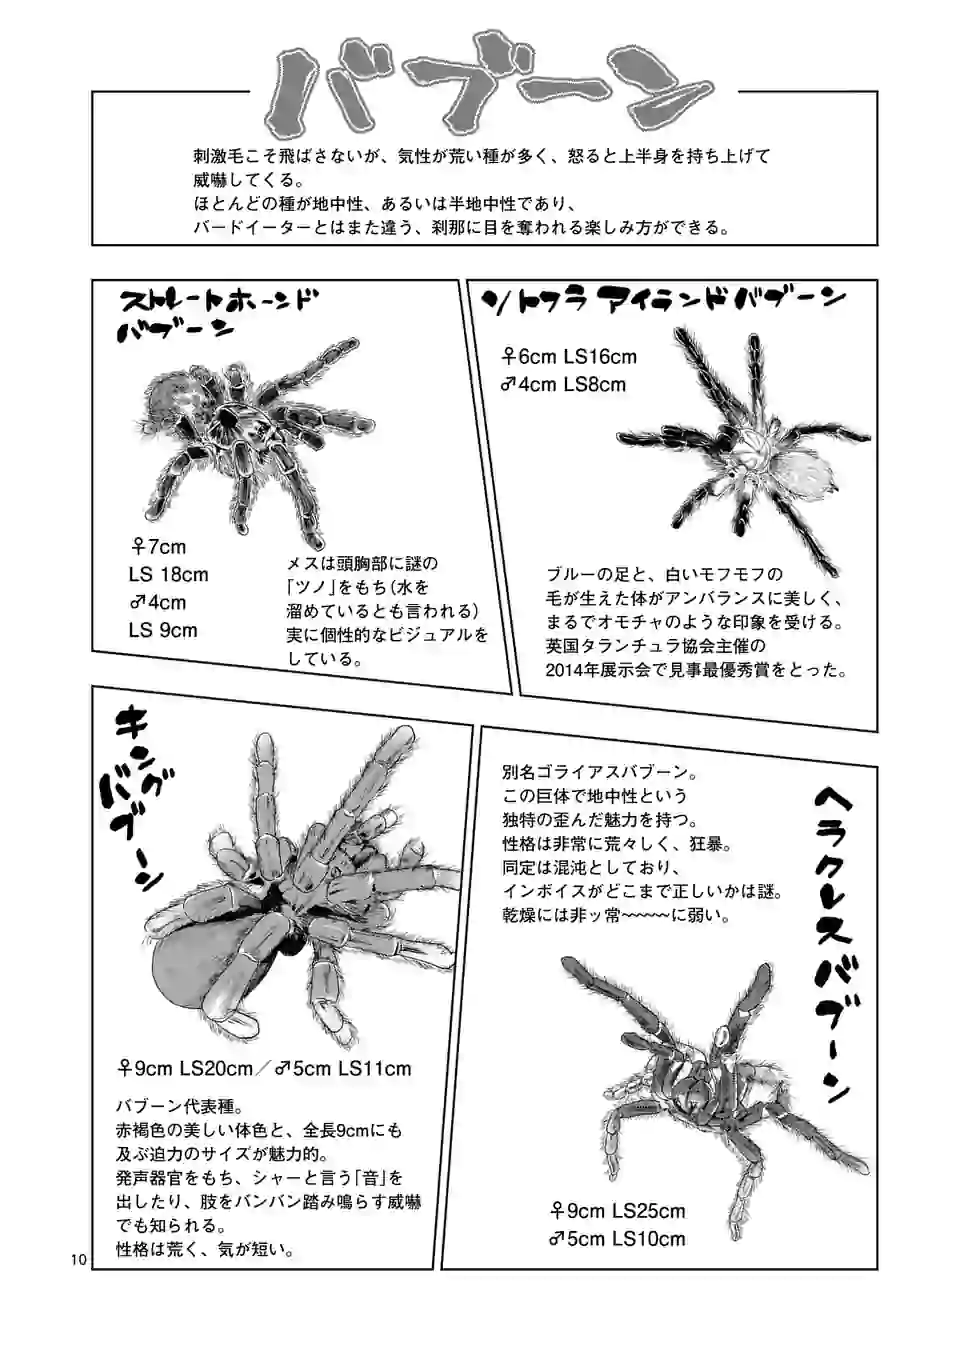 バブーン
刺激毛こそ飛ばさないが、気性が荒い種が多く、怒ると上半身を持ち上げて
威嚇してくる。
ほとんどの種が地中性、あるいは半地中性であり、
バードイーターとはまた違う、刹那に目を奪われる楽しみ方ができる。
ストレートホーンド
バブーン
♀7cm
LS 18cm
♂4cm
LS 9cm
メスは頭胸部に謎の
「ツノ」をもち(水を
溜めているとも言われる)
実に個性的なビジュアルを
している。
ソトコラ アイランドバブーン
♀6cm LS16cm
♂4cm LS8cm
ブルーの足と、白いモフモフの
毛が生えた体がアンバランスに美しく、
まるでオモチャのような印象を受ける。
英国タランチュラ協会主催の
2014年展示会で見事最優秀賞をとった。
キング
バブーン
♀9cm LS20cm／♂5cm LS11cm
バブーン代表種。
赤褐色の美しい体色と、全長9cmにも
及ぶ迫力のサイズが魅力的。
発声器官をもち、シャーと言う「音」を
出したり、肢をバンバン踏み鳴らす威嚇
でも知られる。
性格は荒く、気が短い。
ヘラクレスバブーン
別名ゴライアスバブーン。
この巨体で地中性という
独特の歪んだ魅力を持つ。
性格は非常に荒々しく、狂暴。
同定は混沌としており、
インボイスがどこまで正しいかは謎。
乾燥には非ッ常〜〜〜〜に弱い。
♀9cm LS25cm
♂5cm LS10cm
10